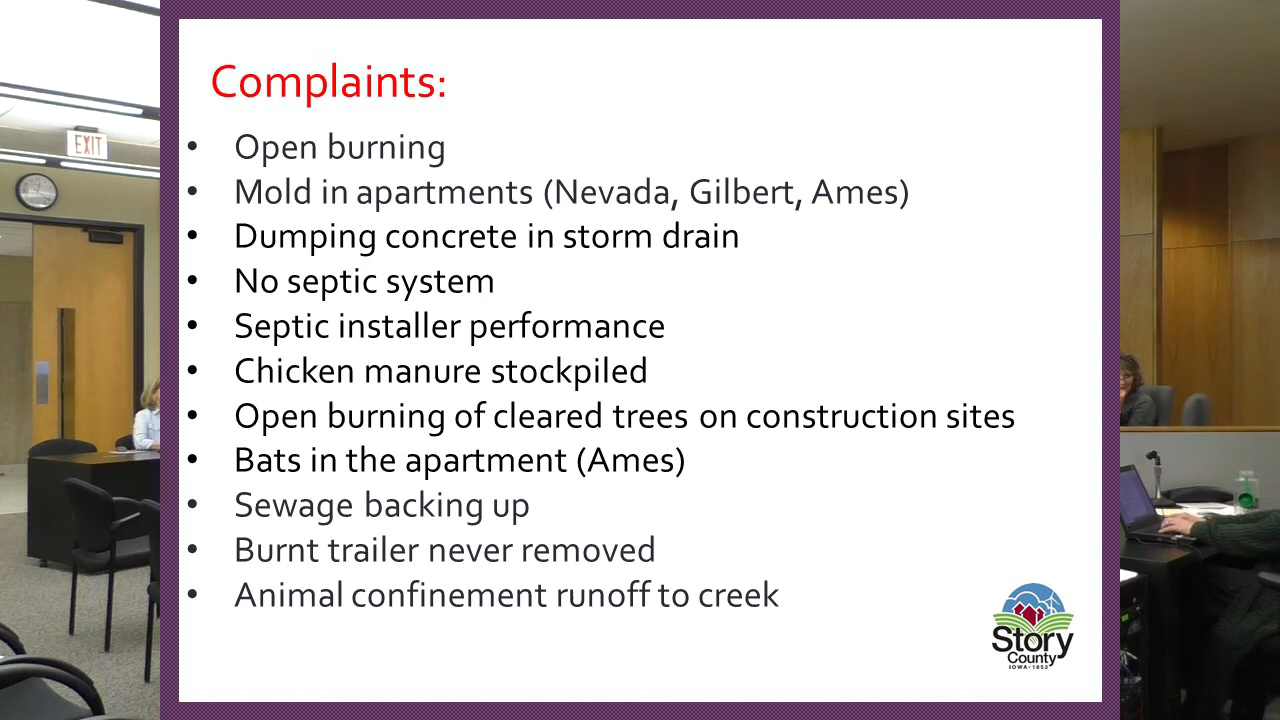 EXIT
Complaints:
• Open burning
• Mold in apartments (Nevada, Gilbert, Ames)
• Dumping concrete in storm drain
• No septic system
• Septic installer performance
• Chicken manure stockpiled
• Open burning of cleared trees on construction sites
• Bats in the apartment (Ames)
• Sewage backing up
• Burnt trailer never removed
• Animal confinement runoff to creek
Story
County
IOWA • 1853